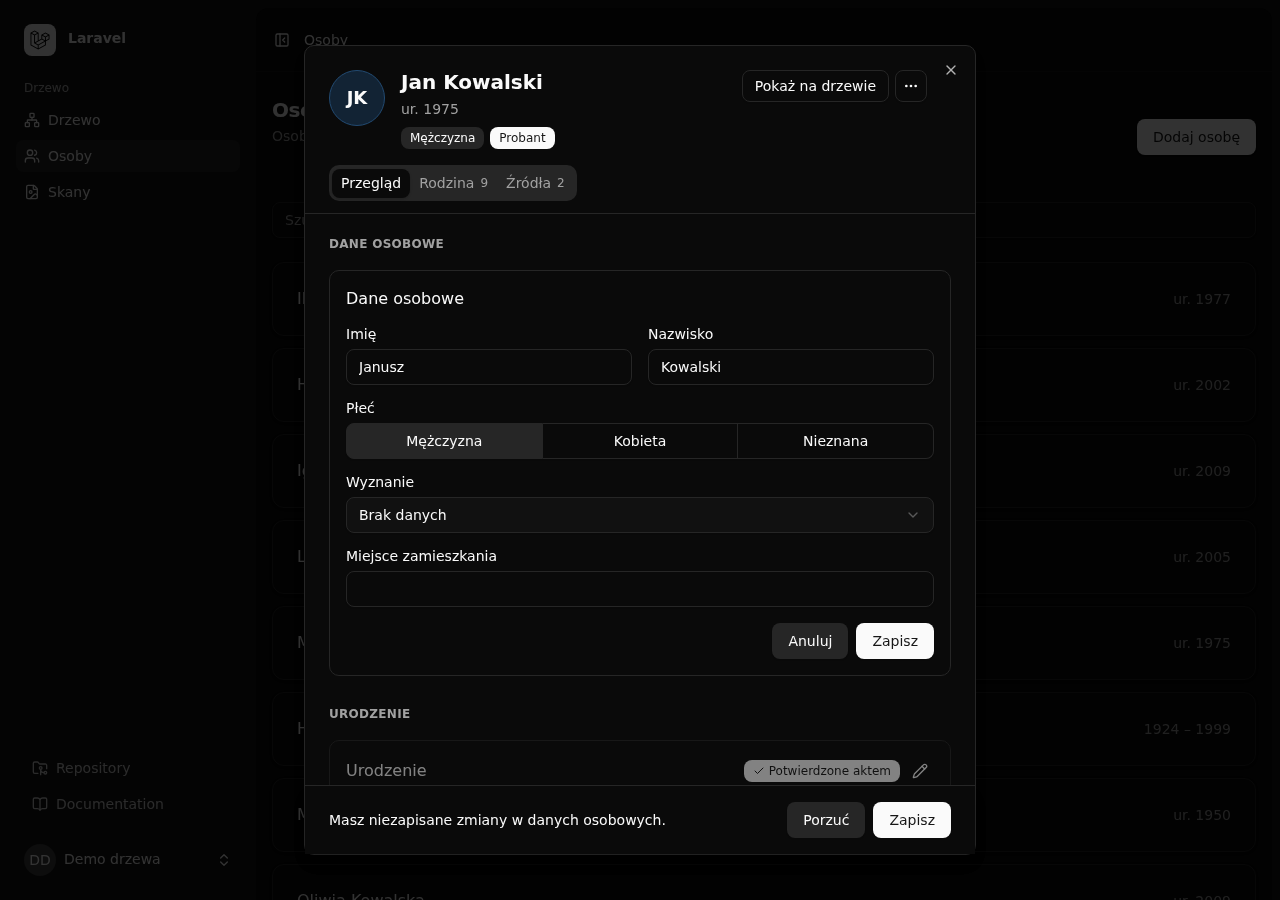 Laravel
Osoby
Drzewo
Drzewo
Osoby
Skany
Dodaj osobę
JK
Jan Kowalski
ur. 1975
Mężczyzna
Probant
Pokaż na drzewie
Przegląd
Rodzina 9
Źródła 2
DANE OSOBOWE
Dane osobowe
Imię
Nazwisko
Janusz
Kowalski
Płeć
Mężczyzna
Kobieta
Nieznana
Wyznanie
Brak danych
Miejsce zamieszkania
Anuluj
Zapisz
URODZENIE
Urodzenie
Potwierdzone aktem
Masz niezapisane zmiany w danych osobowych.
Porzuć
Zapisz
ur. 1977
ur. 2002
ur. 2009
ur. 2005
ur. 1975
1924 – 1999
ur. 1950
Oliwia Kowalska
Repository
Documentation
DD
Demo drzewa